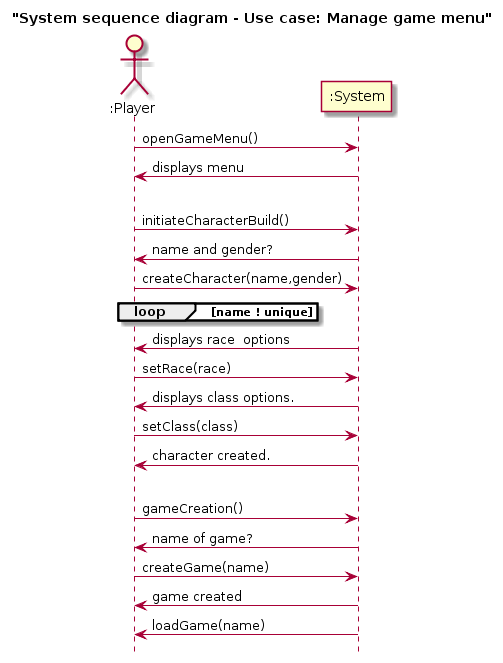 "System sequence diagram - Use case: Manage game menu"
:Player
:System
openGameMenu()
displays menu
initiateCharacterBuild()
name and gender?
createCharacter(name,gender)
loop [name ! unique]
displays race  options
setRace(race)
displays class options.
setClass(class)
character created.
gameCreation()
name of game?
createGame(name)
game created
loadGame(name)